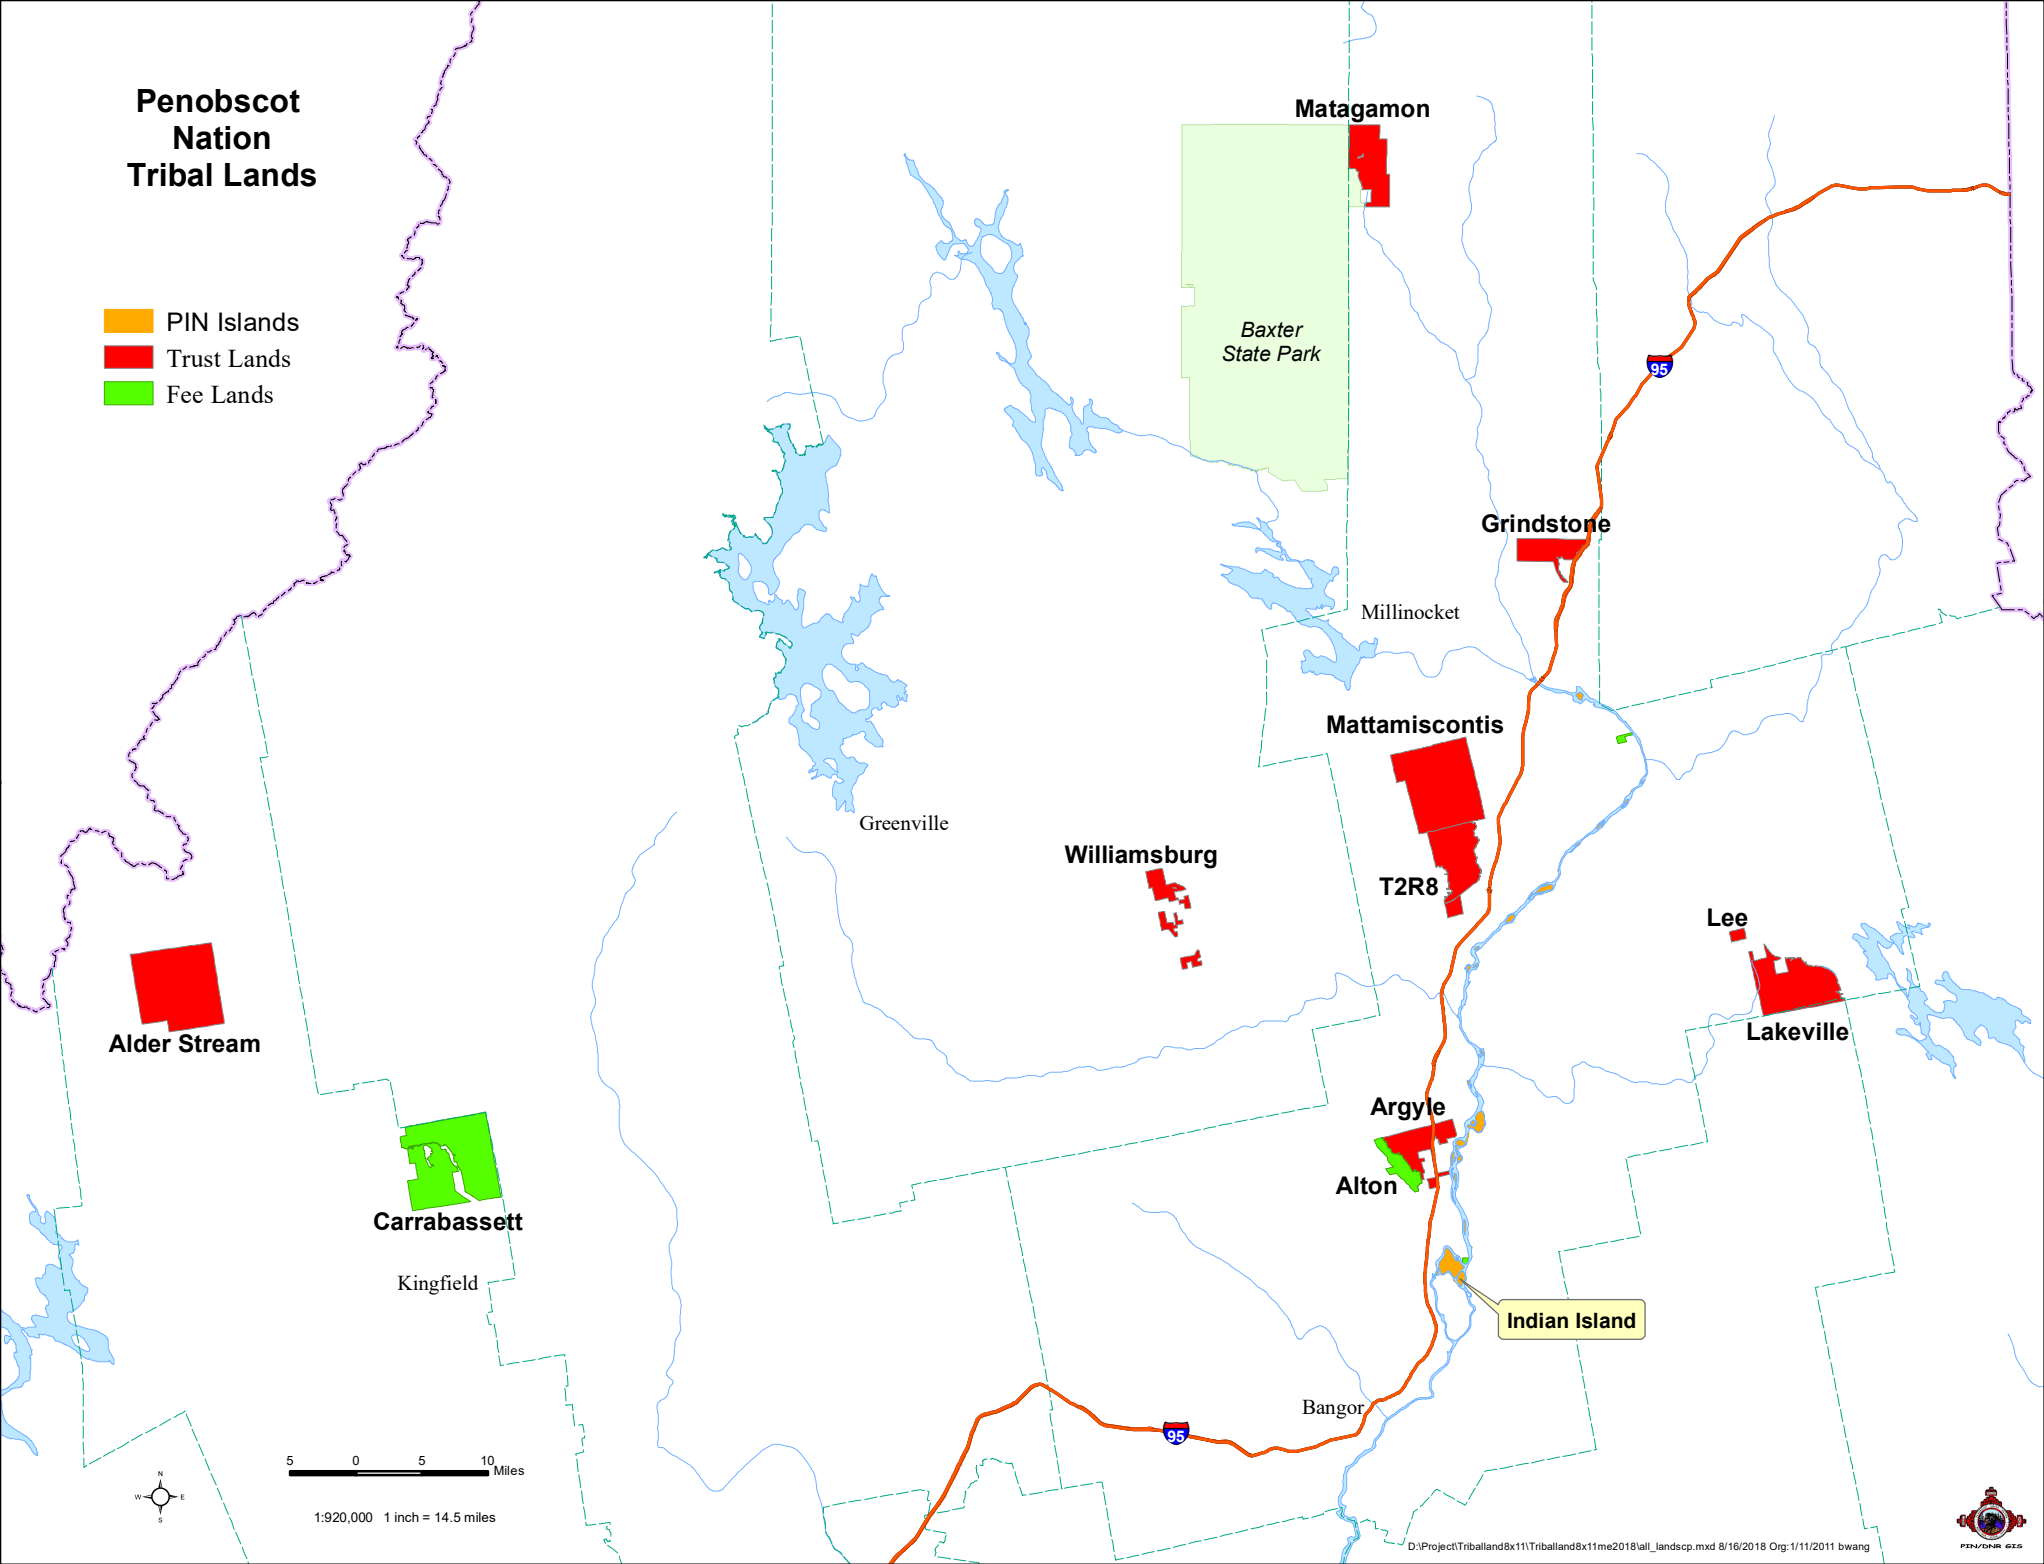 Penobscot
Nation
Tribal Lands
PIN Islands
Trust Lands
Fee Lands
Matagamon
Baxter
State Park
95
Grindstone
Millinocket
Mattamiscontis
Greenville
Williamsburg
T2R8
Lee
Lakeville
Alder Stream
Argyle
Alton
Carrabassett
Kingfield
Indian Island
Bangor
95
5 0 5 10
Miles
N
W E
S
1:920,000 1 inch = 14.5 miles
PIN/DNR GIS
D:\Project\Triballand8x11\Triballand8x11me2018\all_landscp.mxd 8/16/2018 Org:1/11/2011 bwang